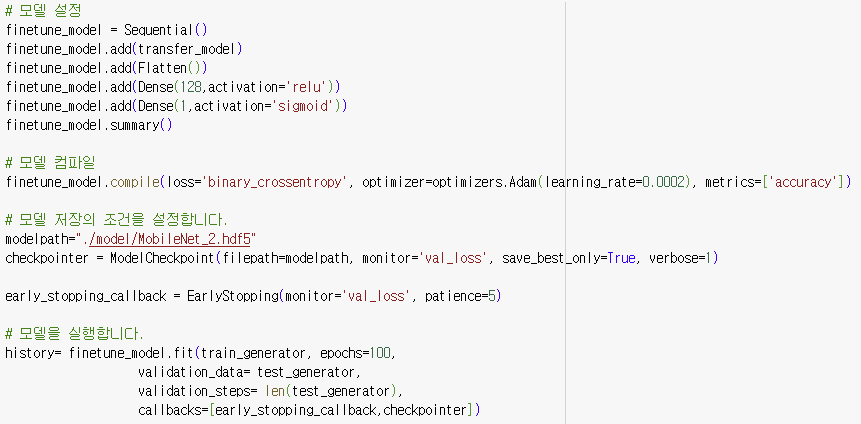 # 모델 설정
finetune_model = Sequential()
finetune_model.add(transfer_model)
finetune_model.add(Flatten())
finetune_model.add(Dense(128,activation='relu'))
finetune_model.add(Dense(1,activation='sigmoid'))
finetune_model.summary()

# 모델 컴파일
finetune_model.compile(loss='binary_crossentropy', optimizer=optimizers.Adam(learning_rate=0.0002), metrics=['accuracy'])

# 모델 저장의 조건을 설정합니다.
modelpath="./model/MobileNet_2.hdf5"
checkpointer = ModelCheckpoint(filepath=modelpath, monitor='val_loss', save_best_only=True, verbose=1)

early_stopping_callback = EarlyStopping(monitor='val_loss', patience=5)

# 모델을 실행합니다.
history= finetune_model.fit(train_generator, epochs=100,
validation_data= test_generator,
validation_steps= len(test_generator),
callbacks=[early_stopping_callback,checkpointer])